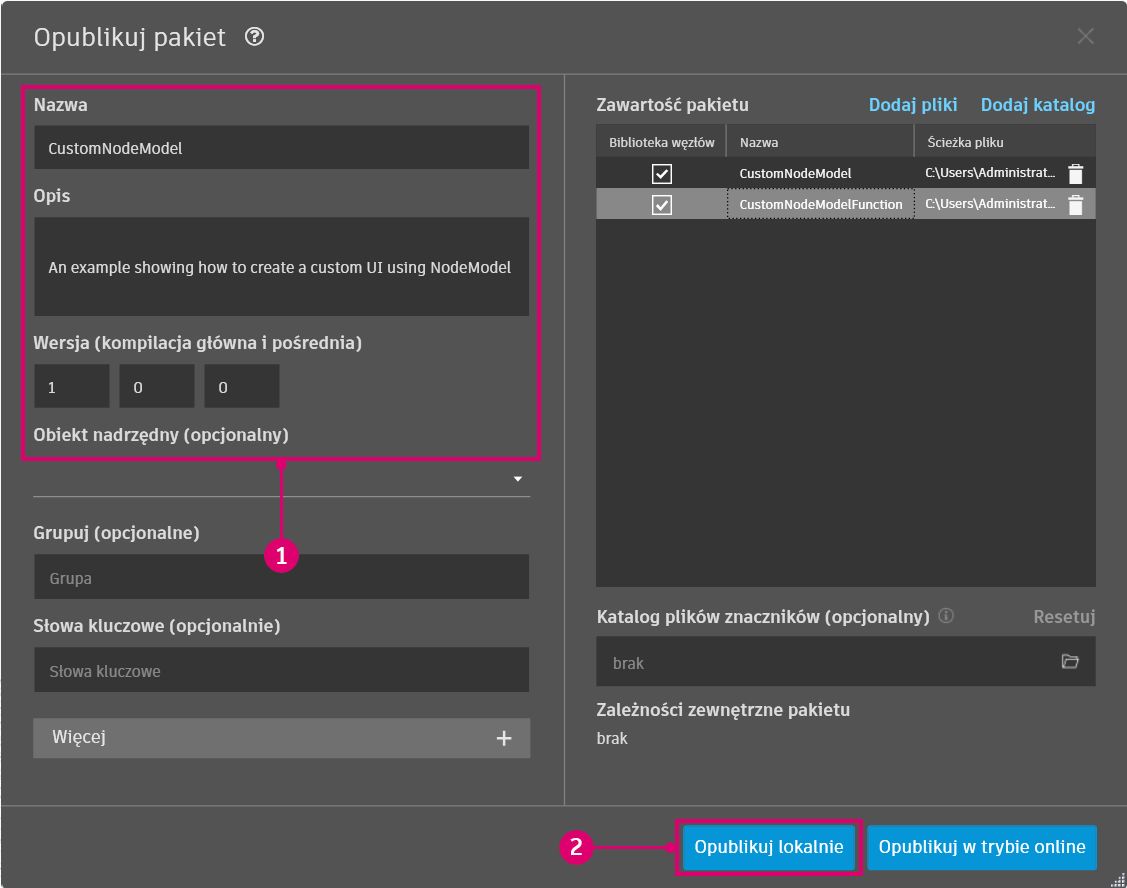 Opublikuj pakiet
Nazwa
CustomNodeModel
Opis
An example showing how to create a custom UI using NodeModel
Wersja (kompilacja główna i pośrednia)
1 0 0
Obiekt nadrzędny (opcjonalny)
1
Grupuj (opcjonalne)
Grupa
Słowa kluczowe (opcjonalnie)
Słowa kluczowe
Więcej
Zawartość pakietu Dodaj pliki Dodaj katalog
Biblioteka węzłów Nazwa Ścieżka pliku
CustomNodeModel C:\Users\Administrat...
CustomNodeModelFunction C:\Users\Administrat...
Katalog plików znaczników (opcjonalny) Resetuj
brak
Zależności zewnętrzne pakietu
brak
2 Opublikuj lokalnie Opublikuj w trybie online